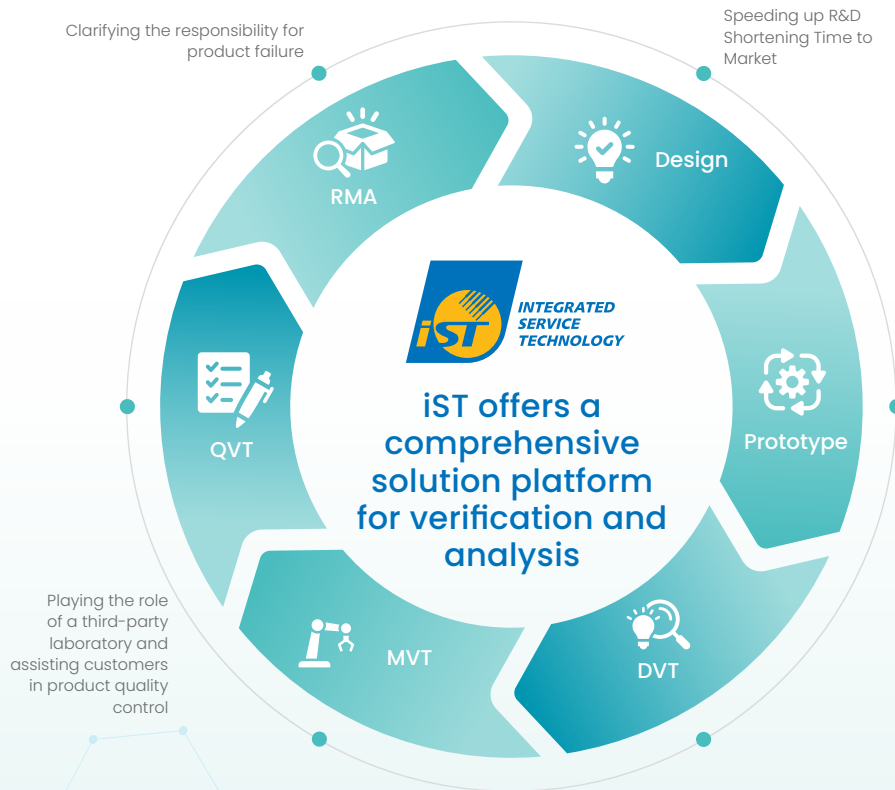 Clarifying the responsibility for
product failure
Speeding up R&D
Shortening Time to
Market
RMA
Design
iST
INTEGRATED
SERVICE
TECHNOLOGY
iST offers a
comprehensive
solution platform
for verification and
analysis
QVT
Prototype
Playing the role
of a third-party
laboratory and
assisting customers
in product quality
control
MVT
DVT